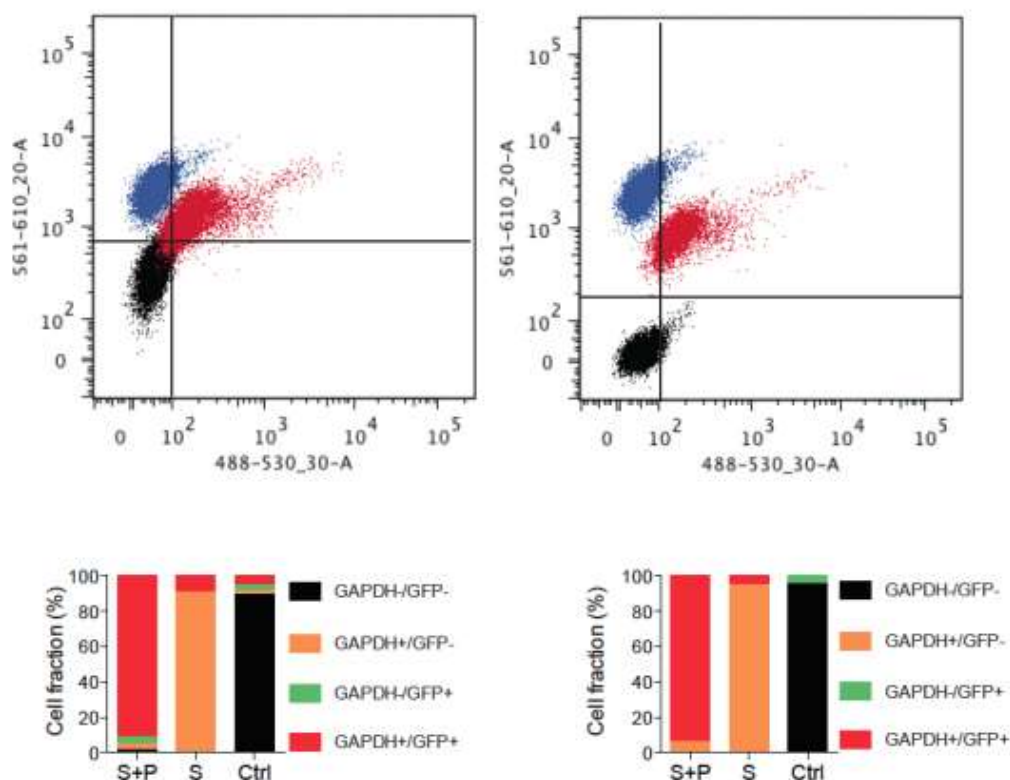 10^5
10^4
10^3
10^2
0
561-610_20-A
0 10^2 10^3 10^4 10^5
488-530_30-A
10^5
10^4
10^3
10^2
0
561-610_20-A
0 10^2 10^3 10^4 10^5
488-530_30-A
100
80
60
40
20
0
Cell fraction (%)
S+P S Ctrl
GAPDH-/GFP-
GAPDH+/GFP-
GAPDH-/GFP+
GAPDH+/GFP+
100
80
60
40
20
0
Cell fraction (%)
S+P S Ctrl
GAPDH-/GFP-
GAPDH+/GFP-
GAPDH-/GFP+
GAPDH+/GFP+